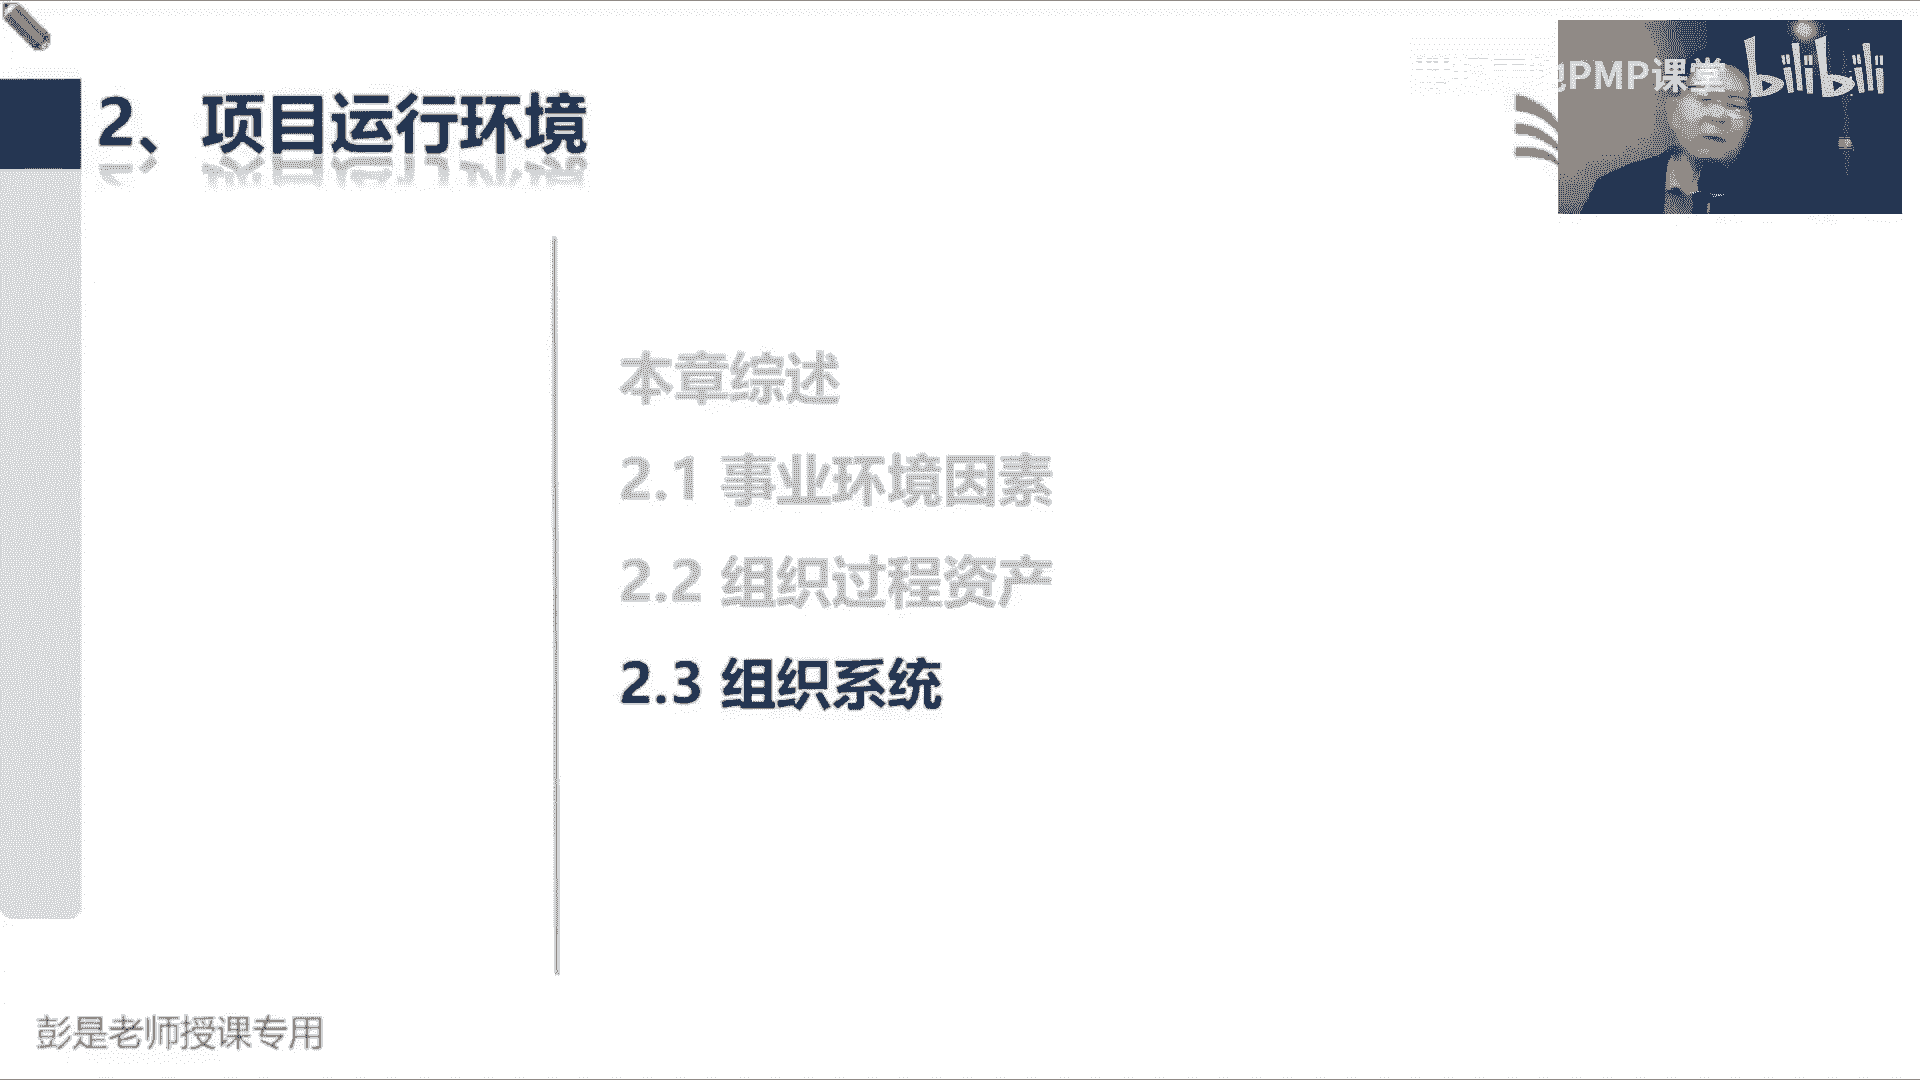 2、项目运行环境
PMP课堂
bilibili
本章综述
2.1 事业环境因素
2.2 组织过程资产
2.3 组织系统
彭是老师授课专用